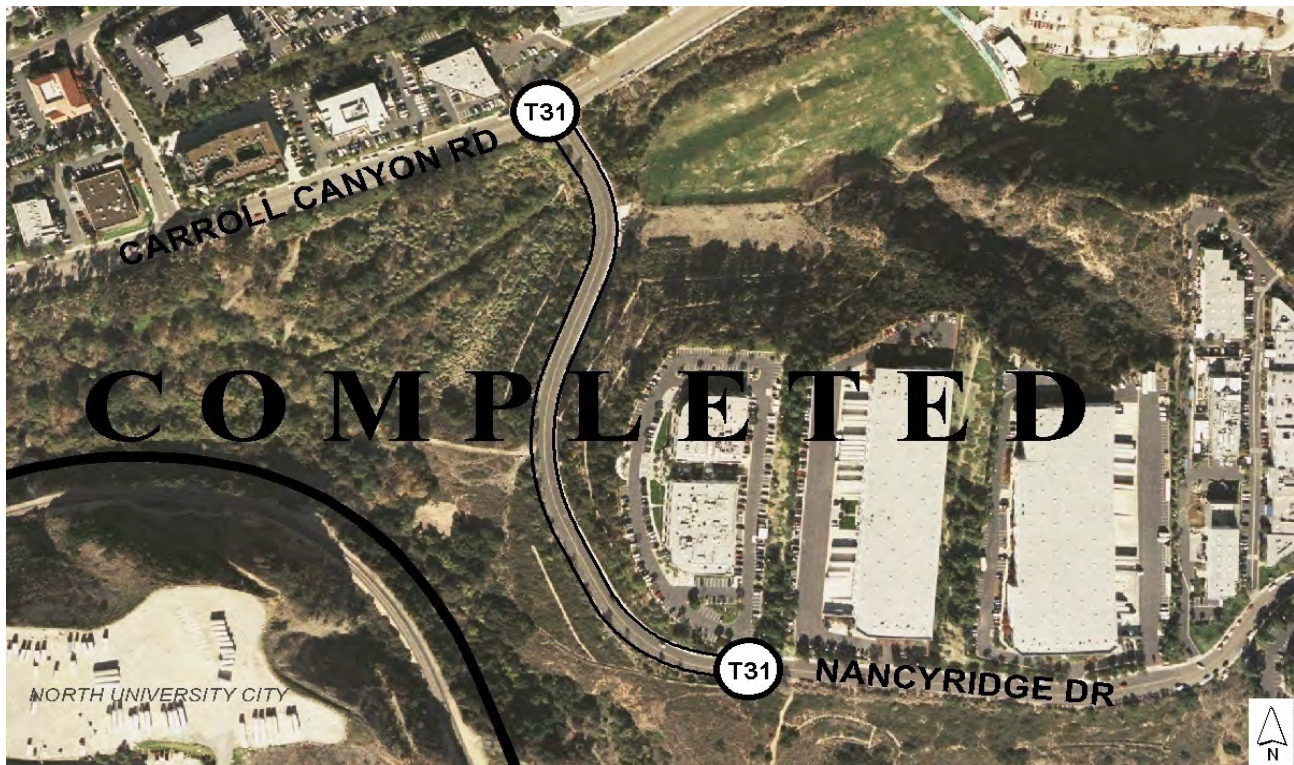 T31
CARROLL CANYON RD
COMPLETED
T31
NANCYRIDGE DR
NORTH UNIVERSITY CITY
N